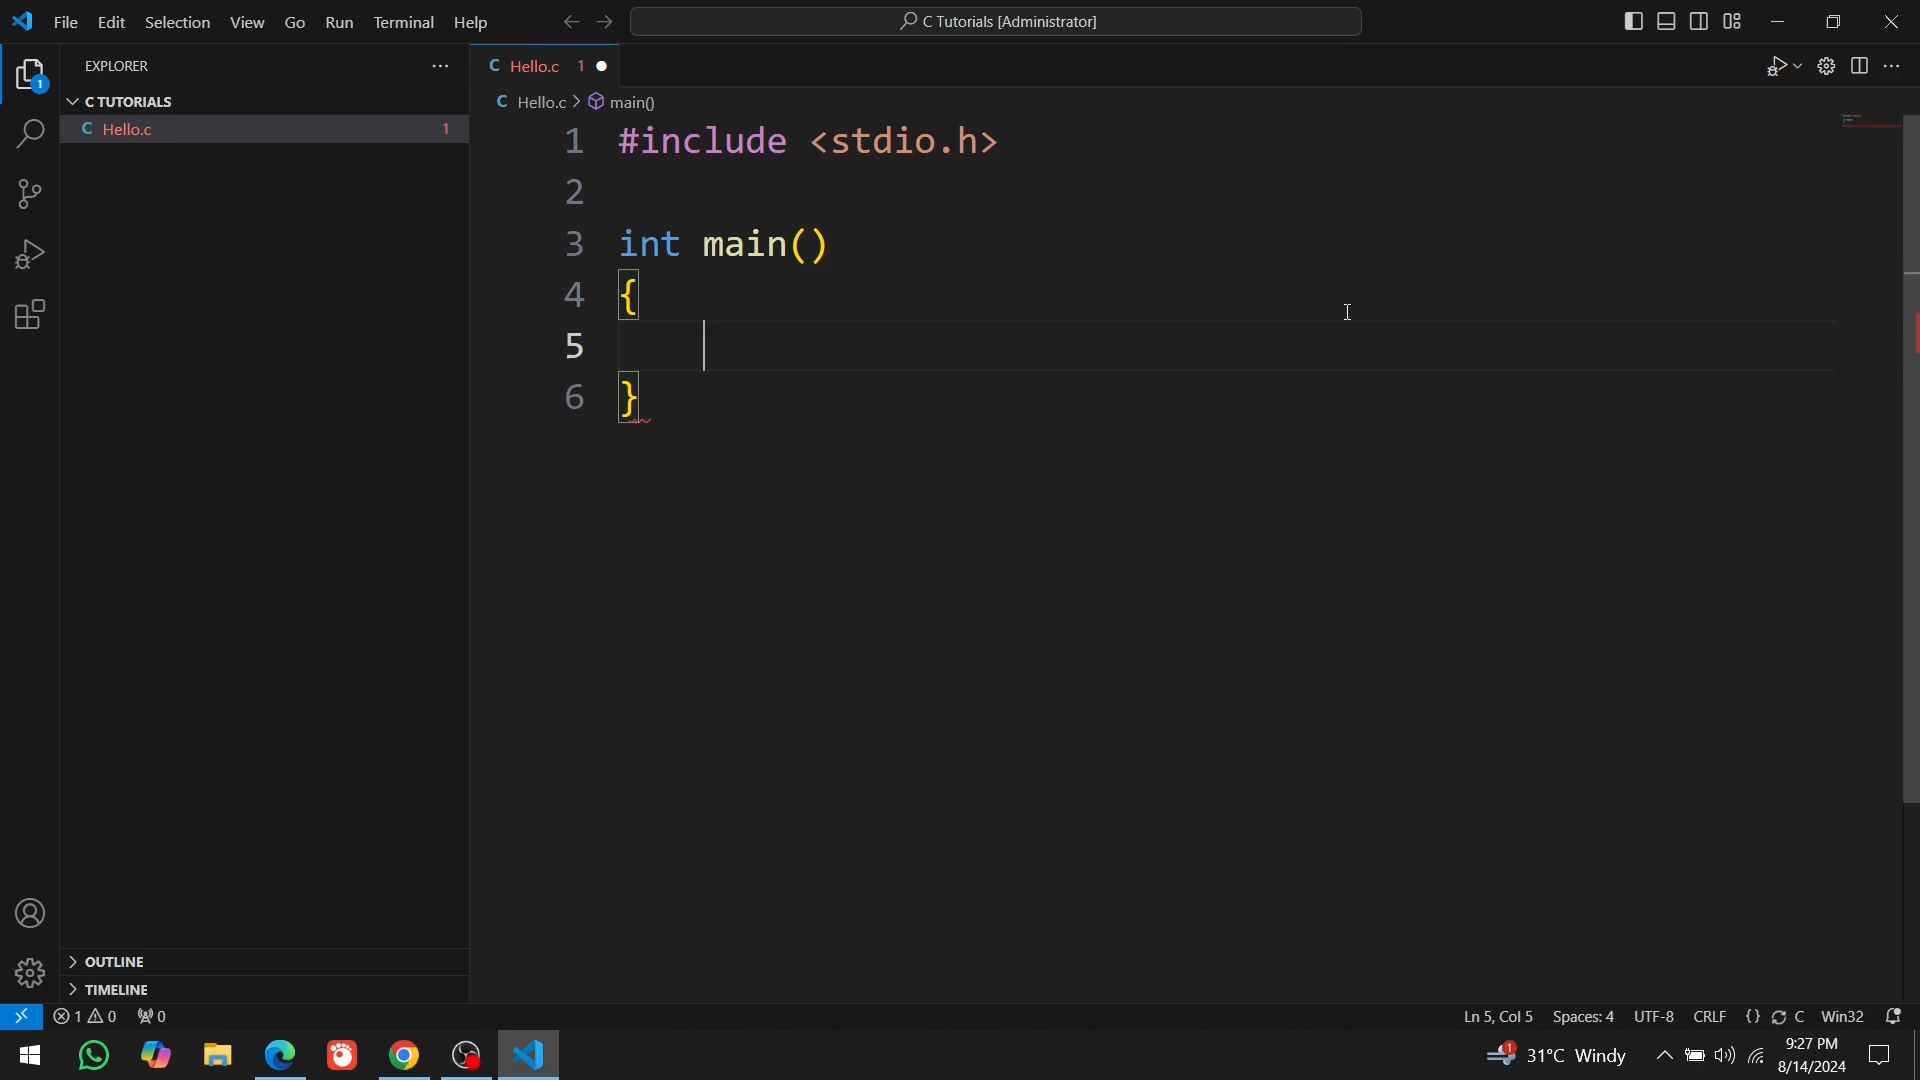 File Edit Selection View Go Run Terminal Help
C Tutorials [Administrator]
EXPLORER
C TUTORIALS
C Hello.c 1
C Hello.c 1
C Hello.c > main()
1 #include <stdio.h>
2
3 int main()
4 {
5
6 }
1
OUTLINE
TIMELINE
1 0 0
Ln 5, Col 5 Spaces: 4 UTF-8 CRLF {} C Win32
1 31°C Windy
9:27 PM
8/14/2024